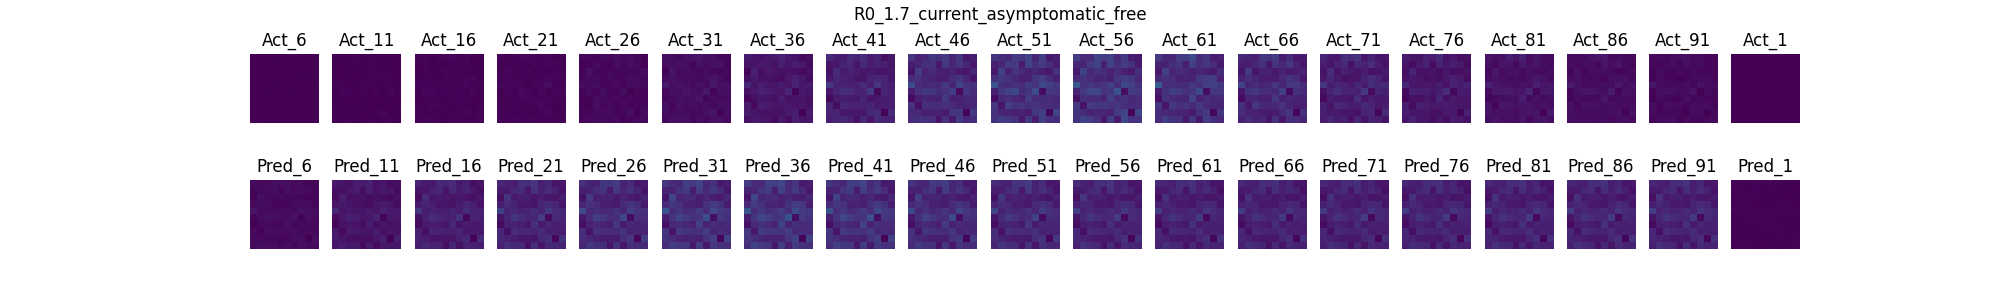 R0_1.7_current_asymptomatic_free
Act_6 Act_11 Act_16 Act_21 Act_26 Act_31 Act_36 Act_41 Act_46 Act_51 Act_56 Act_61 Act_66 Act_71 Act_76 Act_81 Act_86 Act_91 Act_1
Pred_6 Pred_11 Pred_16 Pred_21 Pred_26 Pred_31 Pred_36 Pred_41 Pred_46 Pred_51 Pred_56 Pred_61 Pred_66 Pred_71 Pred_76 Pred_81 Pred_86 Pred_91 Pred_1